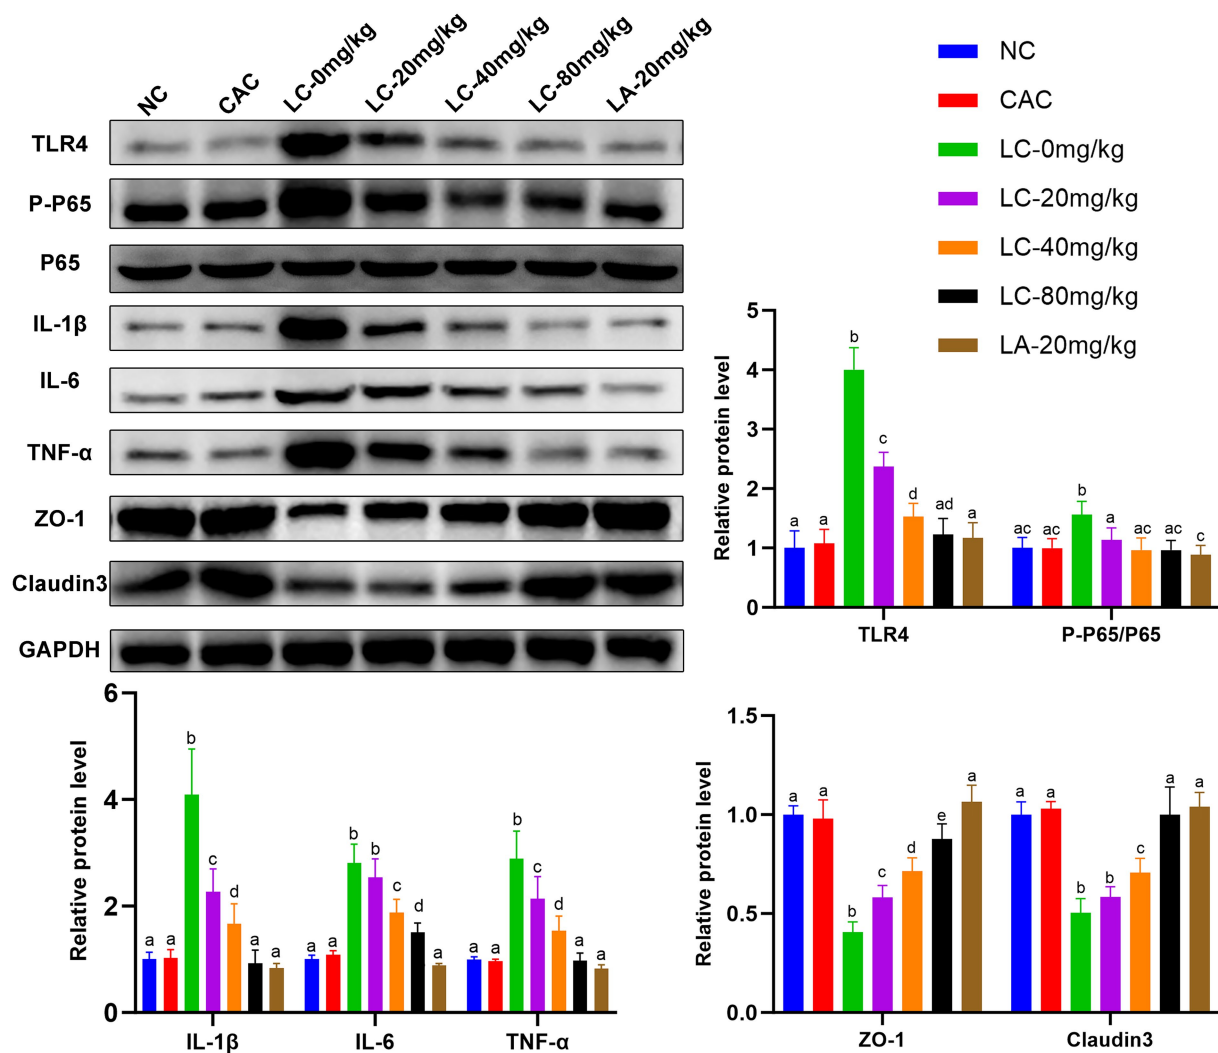 NC CAC LC-0mg/kg LC-20mg/kg LC-40mg/kg LC-80mg/kg LA-20mg/kg
TLR4
P-P65
P65
IL-1β
IL-6
TNF-α
ZO-1
Claudin3
GAPDH
NC
CAC
LC-0mg/kg
LC-20mg/kg
LC-40mg/kg
LC-80mg/kg
LA-20mg/kg
Relative protein level
5
4
3
2
1
0
a a b c d ad a
ac ac b a ac ac c
TLR4 P-P65/P65
Relative protein level
6
4
2
0
a a b c d a a
a a b b c d a
a a b c d a a
IL-1β IL-6 TNF-α
Relative protein level
1.5
1.0
0.5
0.0
a a b c d e a
a a b b c a a
ZO-1 Claudin3